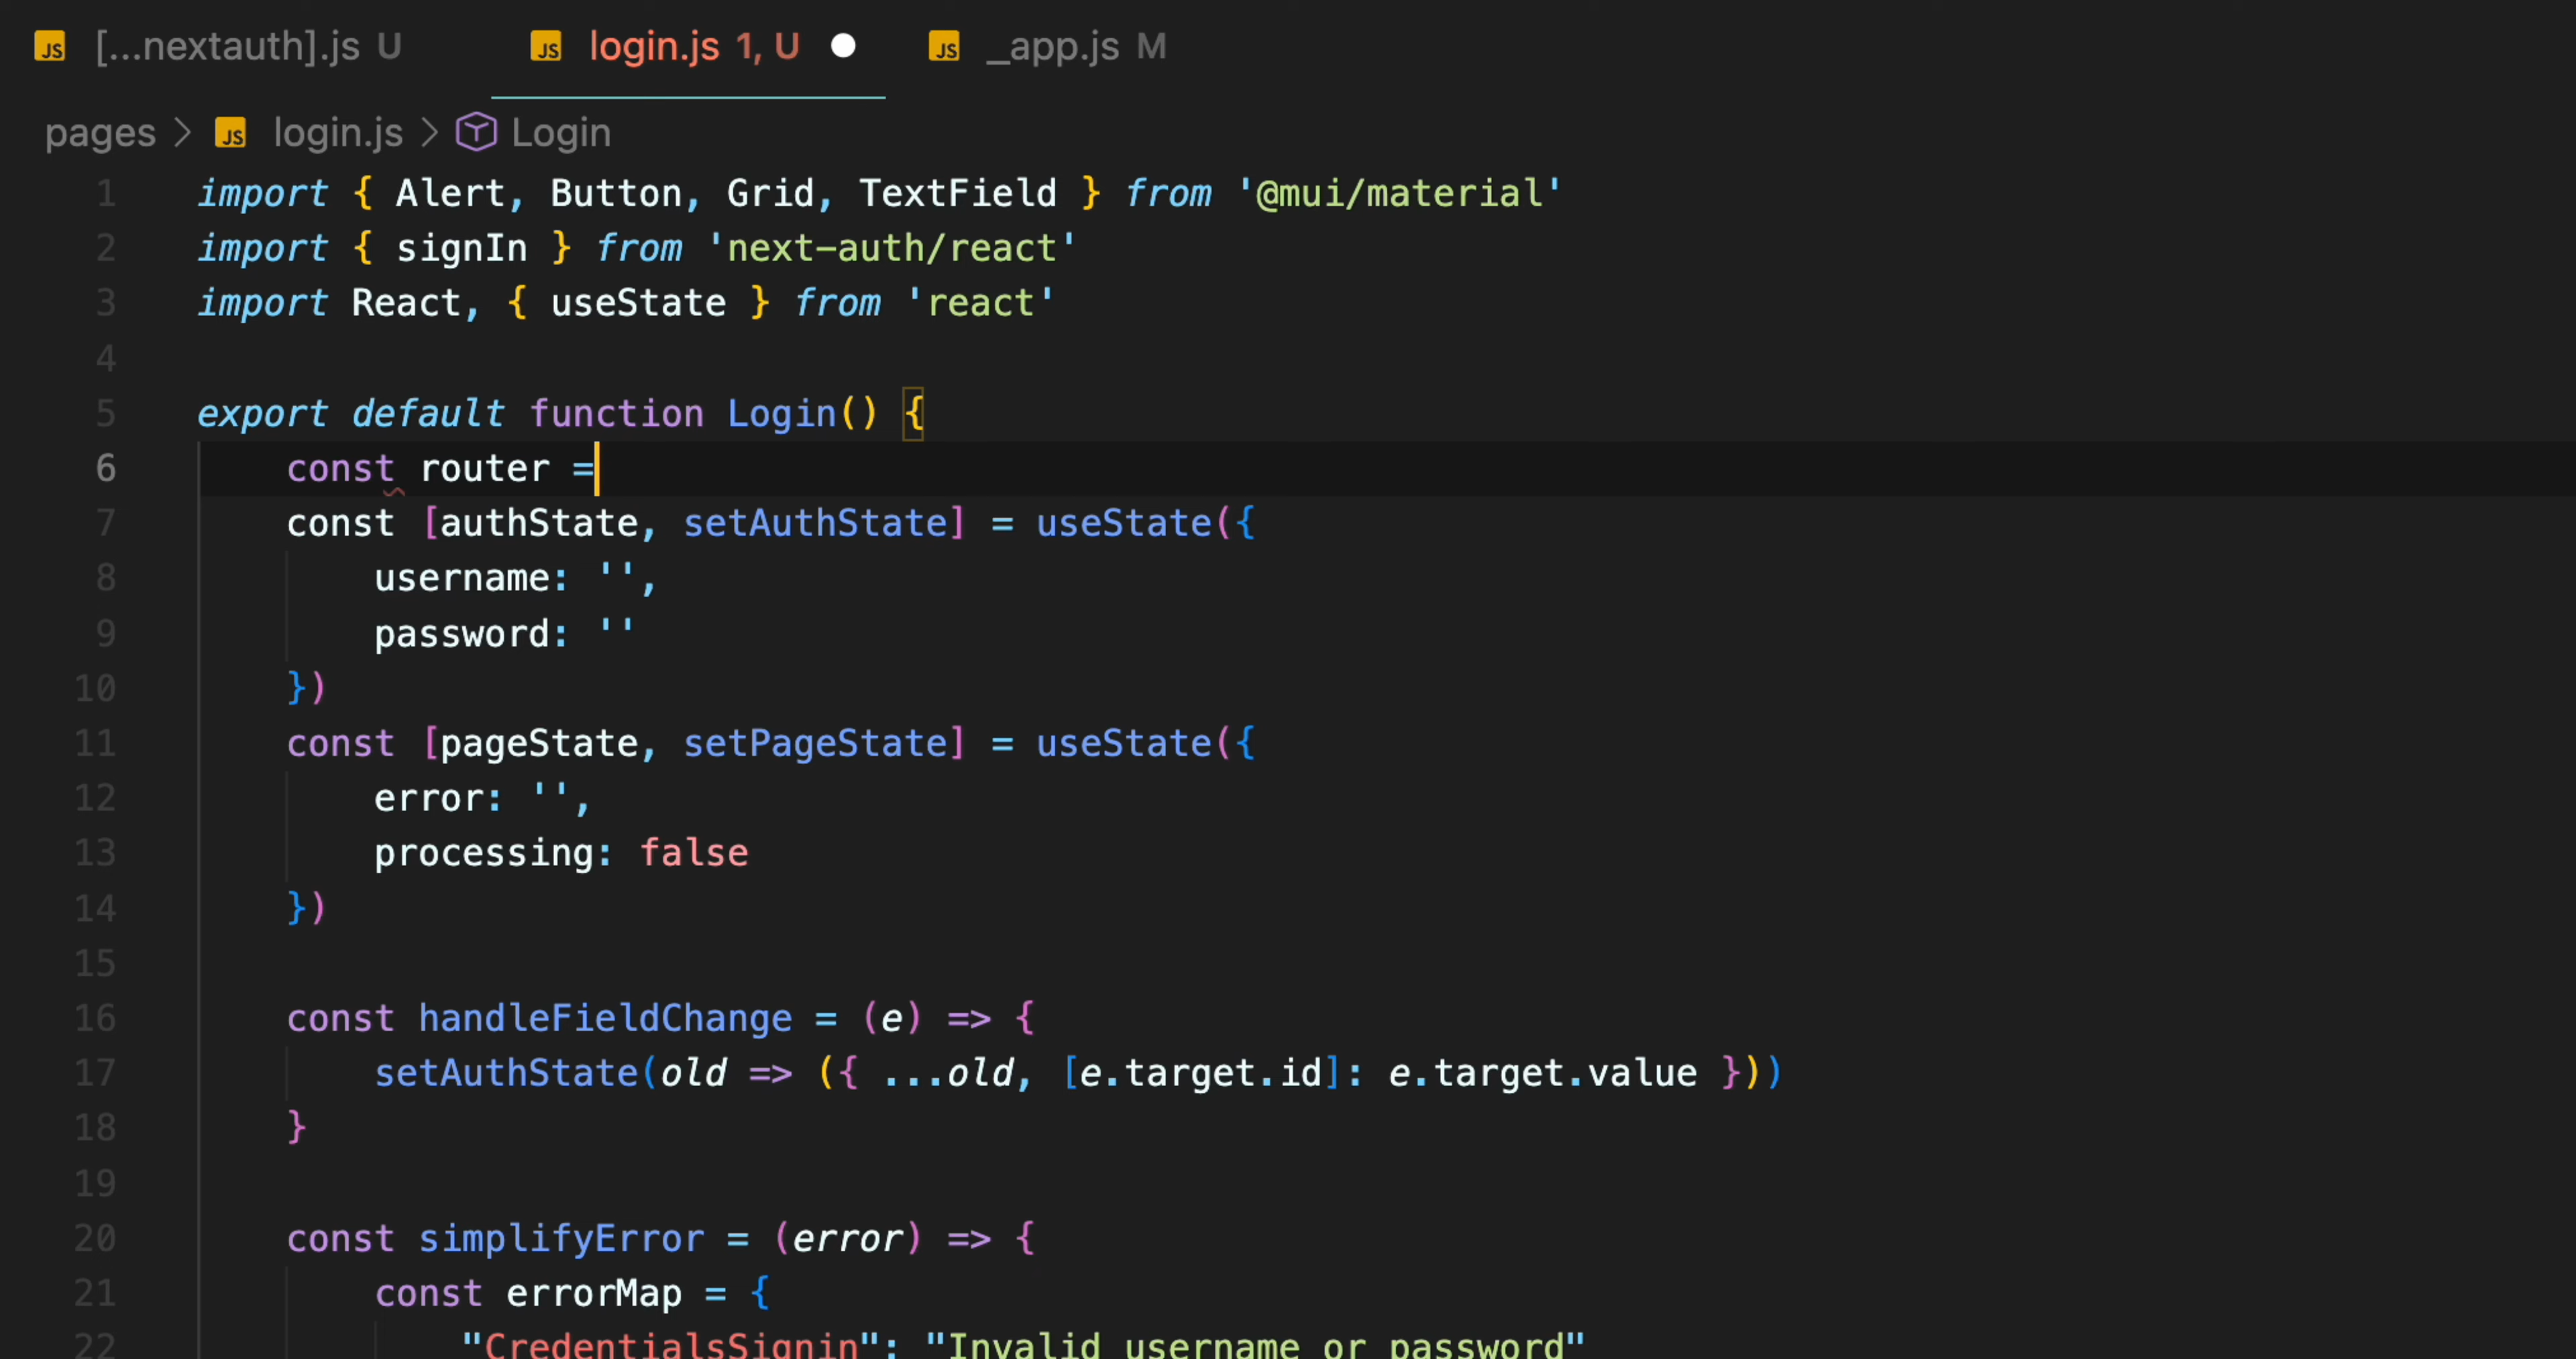 JS [...nextauth].js U JS login.js 1, U JS _app.js M
pages > JS login.js > Login
1 import { Alert, Button, Grid, TextField } from '@mui/material'
2 import { signIn } from 'next-auth/react'
3 import React, { useState } from 'react'
4
5 export default function Login() {
6 const router =
7 const [authState, setAuthState] = useState({
8 username: '',
9 password: ''
10 })
11 const [pageState, setPageState] = useState({
12 error: '',
13 processing: false
14 })
15
16 const handleFieldChange = (e) => {
17 setAuthState(old => ({ ...old, [e.target.id]: e.target.value }))
18 }
19
20 const simplifyError = (error) => {
21 const errorMap = {
22 "CredentialsSignin": "Invalid username or password"